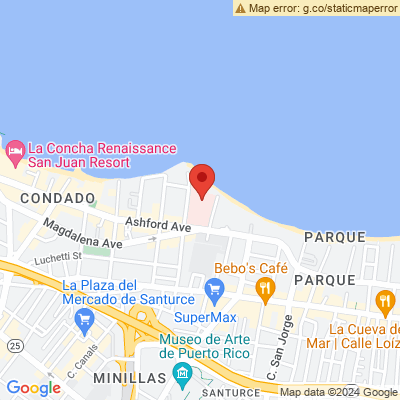 Map error: g.co/staticmaperror
La Concha Renaissance
San Juan Resort
CONDADO
Ashford Ave
Magdalena Ave
PARQUE
Luchetti St
Bebo's Café
PARQUE
La Plaza del
Mercado de Santurce
SuperMax
La Cueva del
Mar | Calle Loíz
Museo de Arte
de Puerto Rico
C. San Jorge
25
C. Canals
MINILLAS
Google
SANTURCE
Map data ©2024 Google